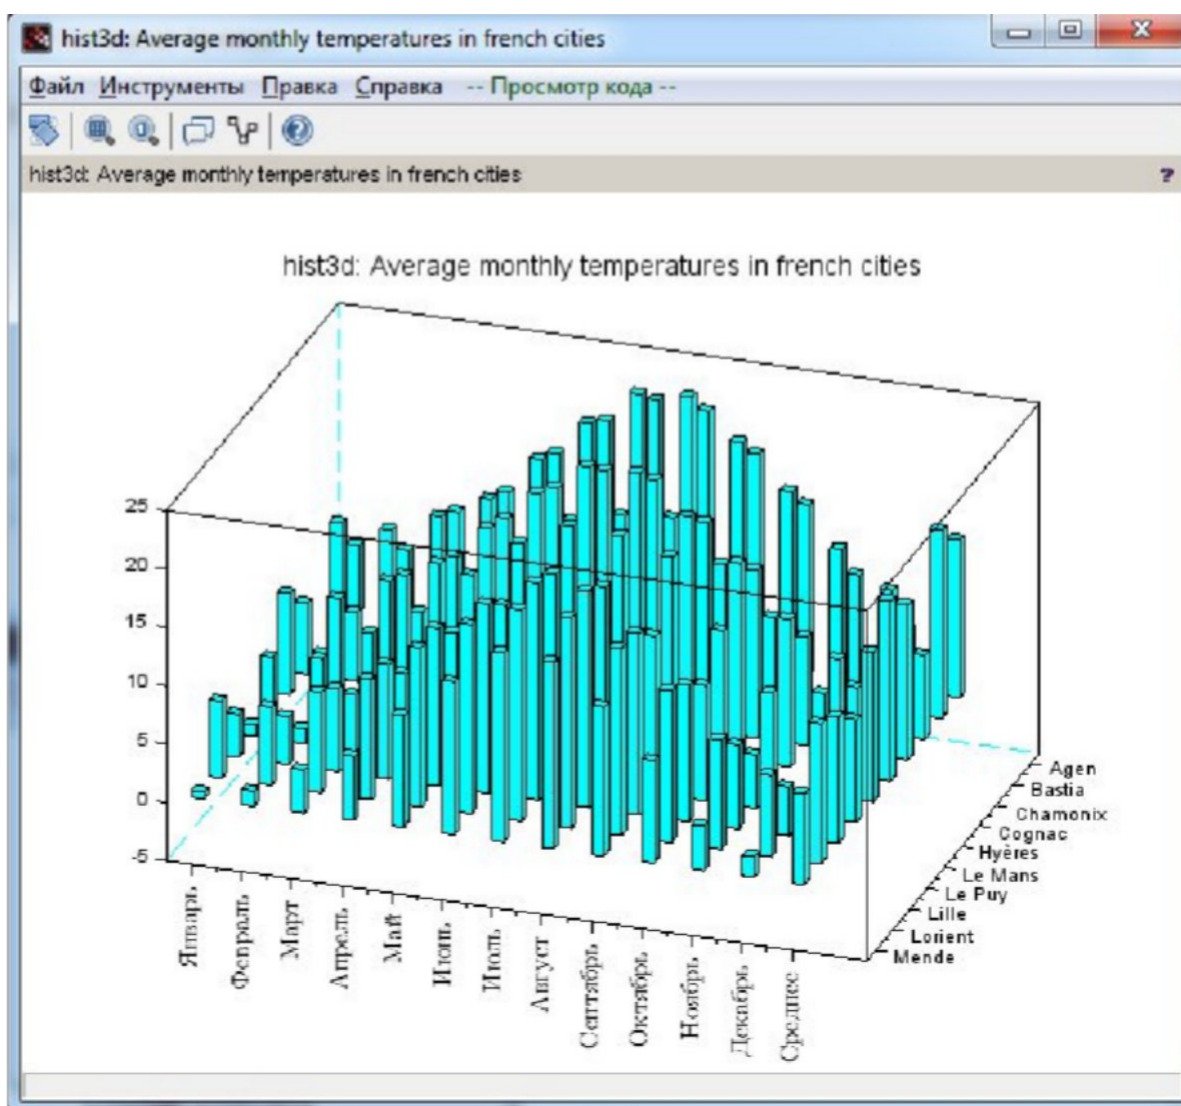 hist3d: Average monthly temperatures in french cities
Файл Инструменты Правка Справка -- Просмотр кода --
hist3d: Average monthly temperatures in french cities ?
hist3d: Average monthly temperatures in french cities
25
20
15
10
5
0
-5
Январь
Февраль
Март
Апрель
Май
Июнь
Июль
Август
Сентябрь
Октябрь
Ноябрь
Декабрь
Среднее
Agen
Bastia
Chamonix
Cognac
Hyères
Le Mans
Le Puy
Lille
Lorient
Mende